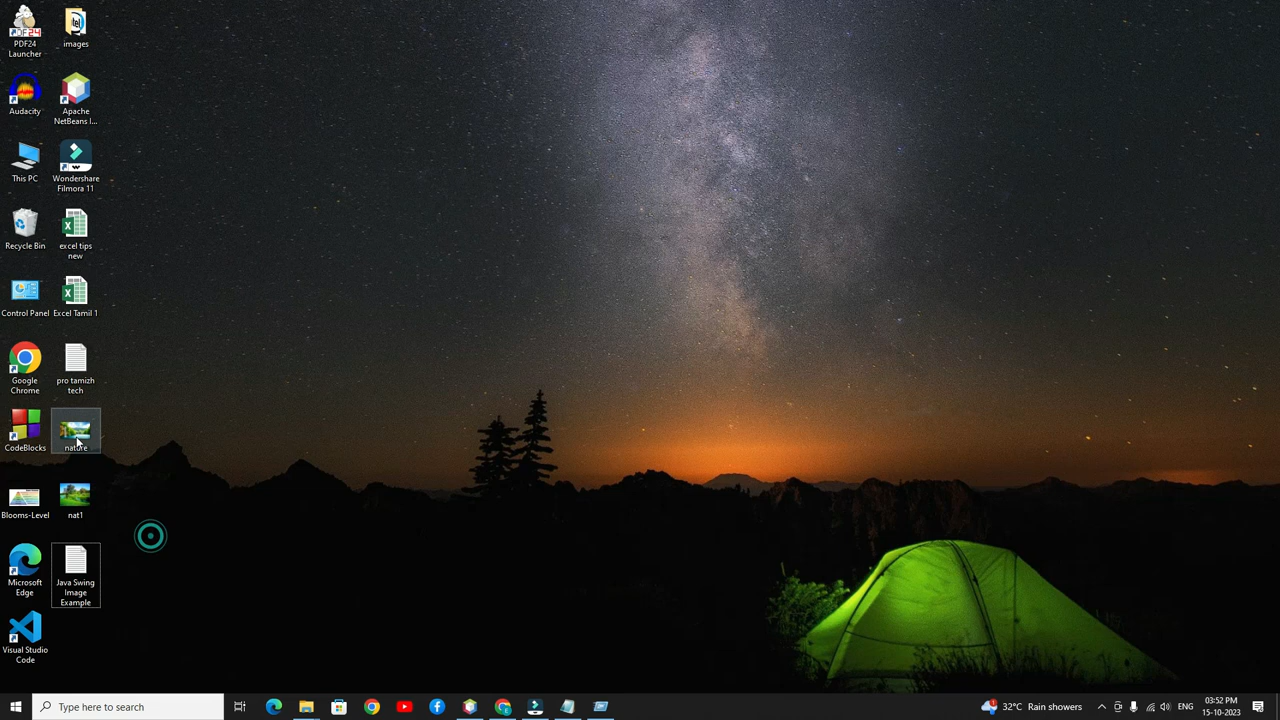 PDF24
Launcher
images
Audacity
Apache
NetBeans I...
This PC
Wondershare
Filmora 11
Recycle Bin
excel tips
new
Control Panel
Excel Tamil 1
Google
Chrome
pro tamizh
tech
CodeBlocks
nature
Blooms-Level
nat1
Microsoft
Edge
Java Swing
Image
Example
Visual Studio
Code
Type here to search
32°C Rain showers
ENG
03:52 PM
15-10-2023